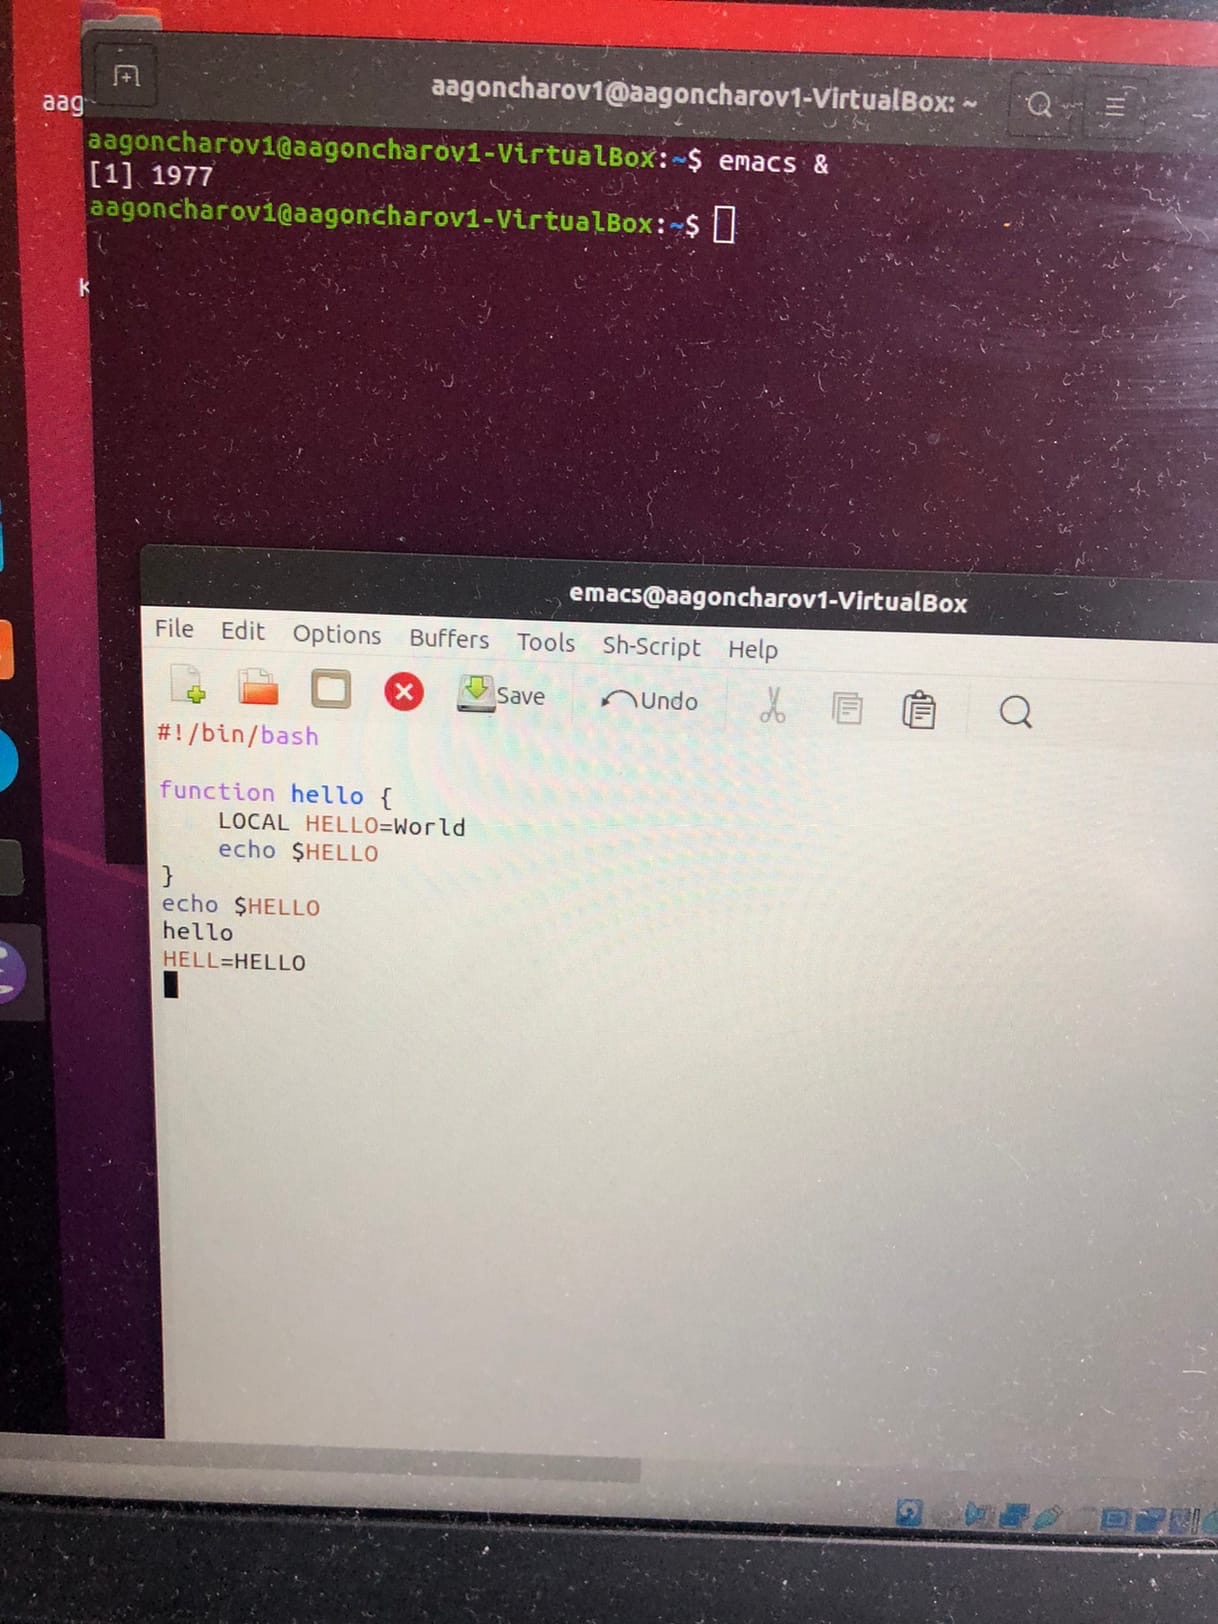 aagoncharov1@aagoncharov1-VirtualBox: ~
aag
aagoncharov1@aagoncharov1-VirtualBox:~$ emacs &
[1] 1977
aagoncharov1@aagoncharov1-VirtualBox:~$
K
emacs@aagoncharov1-VirtualBox
File Edit Options Buffers Tools Sh-Script Help
Save Undo
#!/bin/bash
function hello {
LOCAL HELLO=World
echo $HELLO
}
echo $HELLO
hello
HELL=HELLO